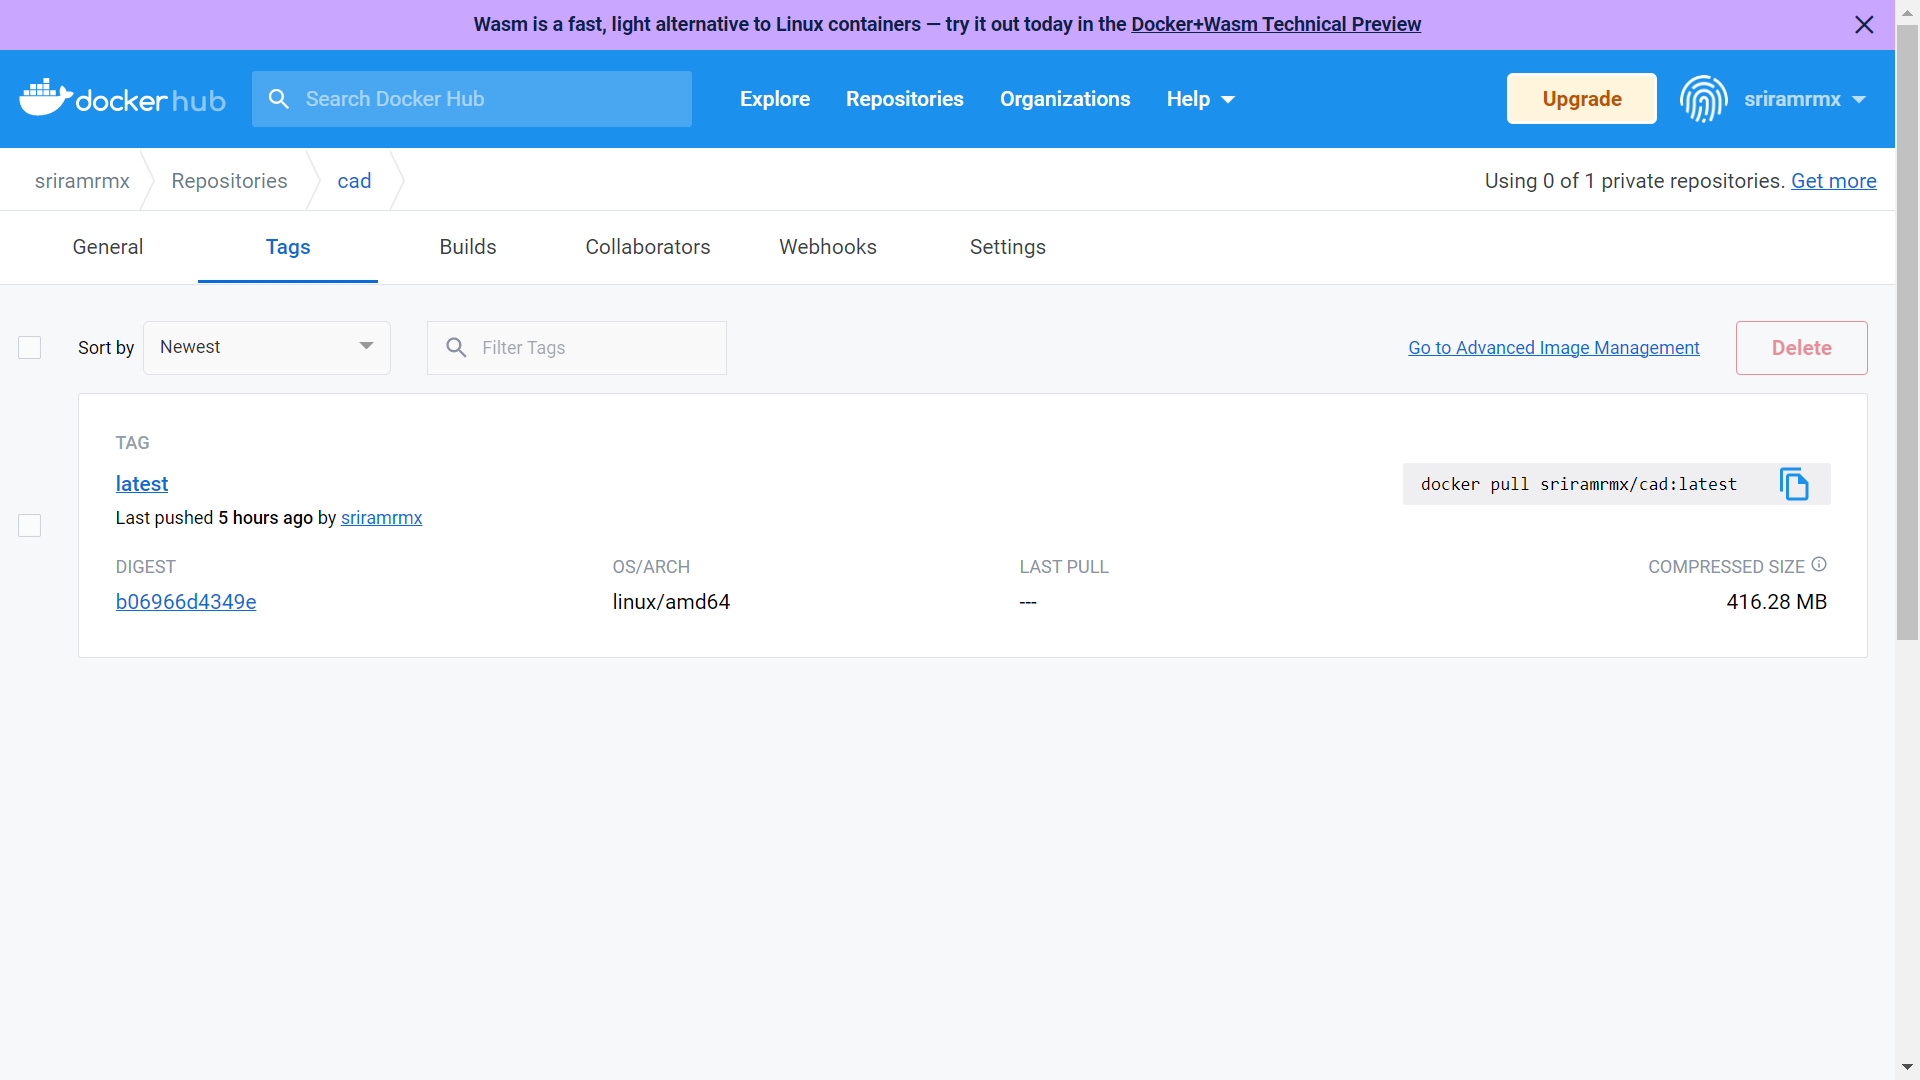 Wasm is a fast, light alternative to Linux containers — try it out today in the Docker+Wasm Technical Preview
docker hub
Search Docker Hub
Explore
Repositories
Organizations
Help
Upgrade
sriramrmx
sriramrmx
Repositories
cad
Using 0 of 1 private repositories. Get more
General
Tags
Builds
Collaborators
Webhooks
Settings
Sort by
Newest
Filter Tags
Go to Advanced Image Management
Delete
TAG
latest
docker pull sriramrmx/cad:latest
Last pushed 5 hours ago by sriramrmx
DIGEST
OS/ARCH
LAST PULL
COMPRESSED SIZE
b06966d4349e
linux/amd64
---
416.28 MB